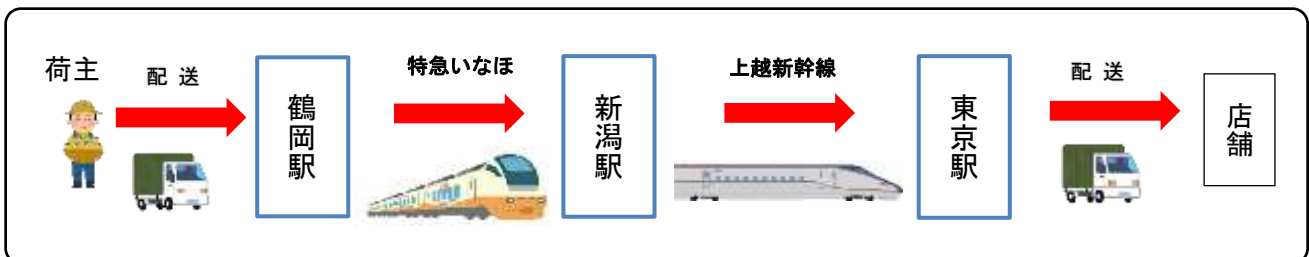 荷主
配 送
鶴岡駅
特急いなほ
新潟駅
上越新幹線
東京駅
配 送
店舗